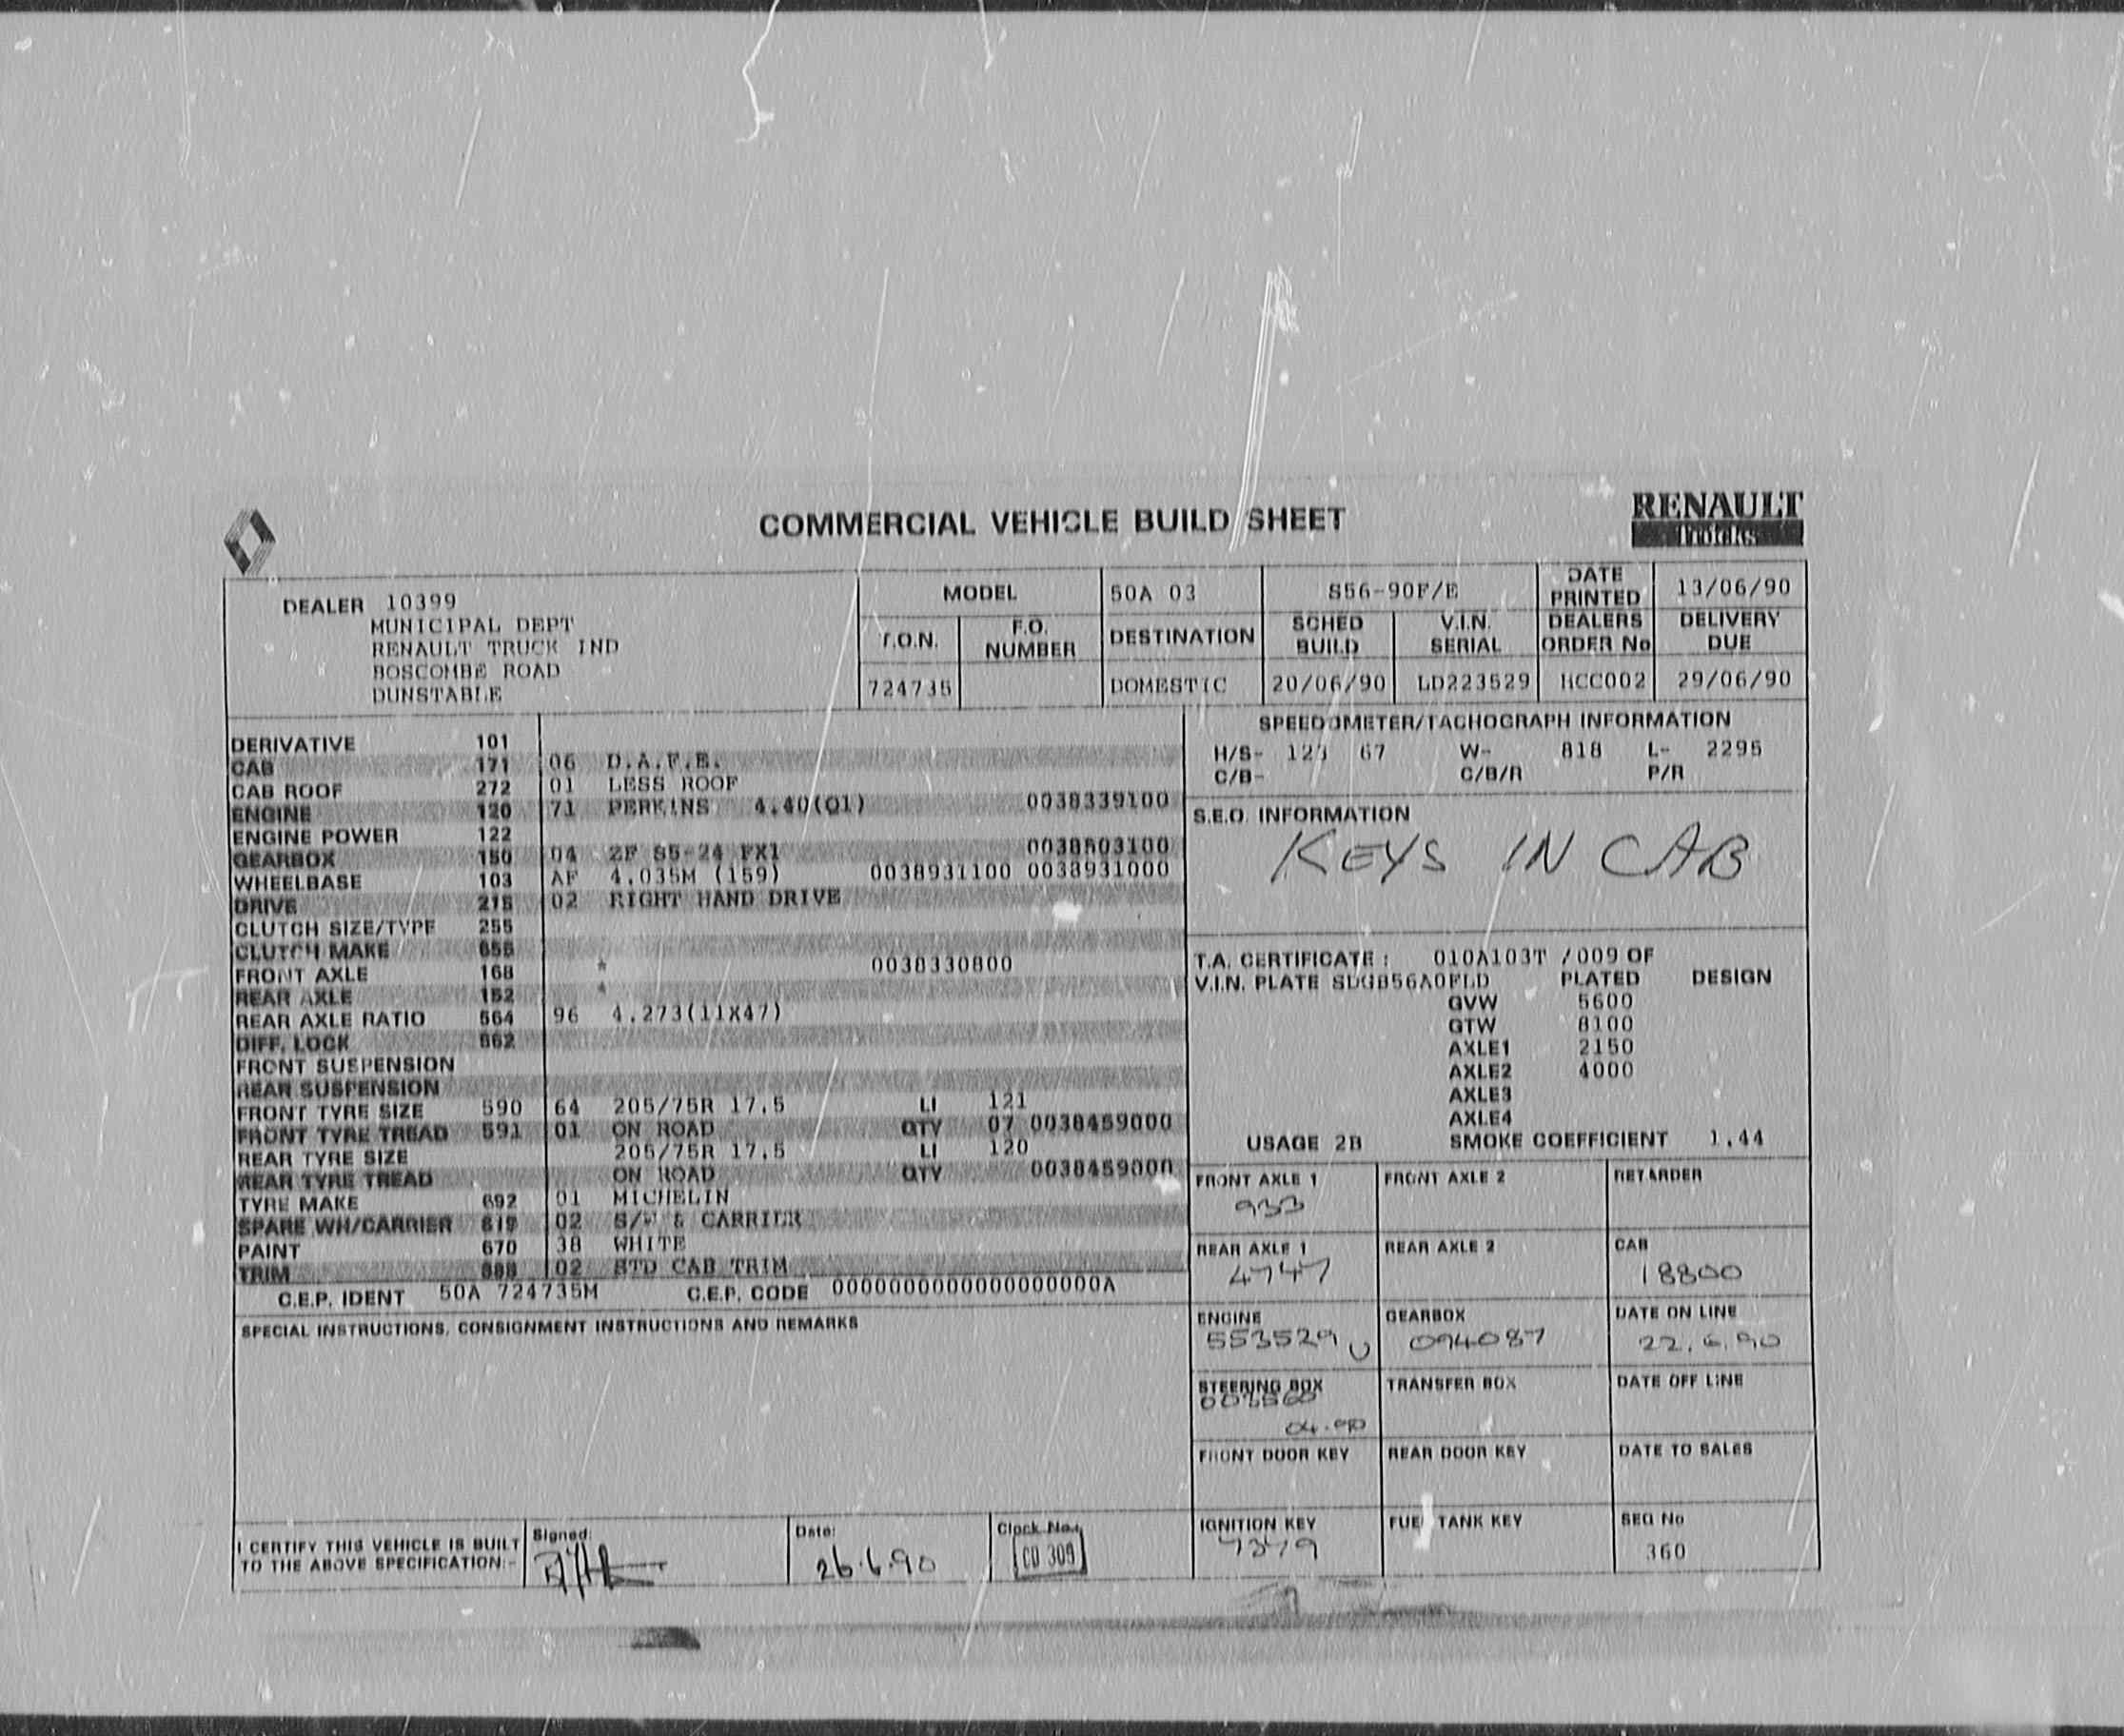 COMMERCIAL VEHICLE BUILD SHEET
RENAULT
Trucks
DEALER 10399
MUNICIPAL DEPT
RENAULT TRUCK IND
BOSCOMBE ROAD
DUNSTABLE
MODEL 50A 03 S56-90F/E DATE PRINTED 13/06/90
T.O.N. F.O. NUMBER DESTINATION SCHED BUILD V.I.N. SERIAL DEALERS ORDER No DELIVERY DUE
724735 DOMESTIC 20/06/90 LD223529 HCC002 29/06/90
DERIVATIVE 101
CAB 171 06 D.A.F.E.
CAB ROOF 272 01 LESS ROOF
ENGINE 120 71 PERKINS 4.40(Q1) 0038339100
ENGINE POWER 122
GEARBOX 150 04 ZF S5-24 FX1 0038503100
WHEELBASE 103 AF 4.035M (159) 0038931100 0038931000
DRIVE 215 02 RIGHT HAND DRIVE
CLUTCH SIZE/TYPE 255
CLUTCH MAKE 655
FRONT AXLE 168 * 0038330800
REAR AXLE 152 *
REAR AXLE RATIO 564 96 4.273(11X47)
DIFF. LOCK 562
FRONT SUSPENSION
REAR SUSPENSION
FRONT TYRE SIZE 590 64 205/75R 17.5 LI 121
FRONT TYRE TREAD 591 01 ON ROAD QTY 07 0038459000
REAR TYRE SIZE 205/75R 17.5 LI 120
REAR TYRE TREAD ON ROAD QTY 0038459000
TYRE MAKE 692 01 MICHELIN
SPARE WH/CARRIER 619 02 S/W & CARRIER
PAINT 670 38 WHITE
TRIM 02 STD CAB TRIM
C.E.P. IDENT 50A 724735M C.E.P. CODE 0000000000000000000A
SPECIAL INSTRUCTIONS, CONSIGNMENT INSTRUCTIONS AND REMARKS
SPEEDOMETER/TACHOGRAPH INFORMATION
H/S- 123 67 W- 818 L- 2295
C/B- C/B/R P/R
S.E.O. INFORMATION
KEYS IN CAB
T.A. CERTIFICATE : 010A103T /009 OF
V.I.N. PLATE SDGB56A0FLD PLATED DESIGN
GVW 5600
GTW 8100
AXLE1 2150
AXLE2 4000
AXLE3
AXLE4
USAGE 2B SMOKE COEFFICIENT 1.44
FRONT AXLE 1 FRONT AXLE 2 RETARDER
933
REAR AXLE 1 REAR AXLE 2 CAB
4747 18800
ENGINE GEARBOX DATE ON LINE
553529 U 094087 22.6.90
STEERING BOX TRANSFER BOX DATE OFF LINE
04.90
FRONT DOOR KEY REAR DOOR KEY DATE TO SALES
IGNITION KEY FUEL TANK KEY SEQ No
360
I CERTIFY THIS VEHICLE IS BUILT
TO THE ABOVE SPECIFICATION:-
Signed:
Date:
26.6.90
Clock No.
CD 309